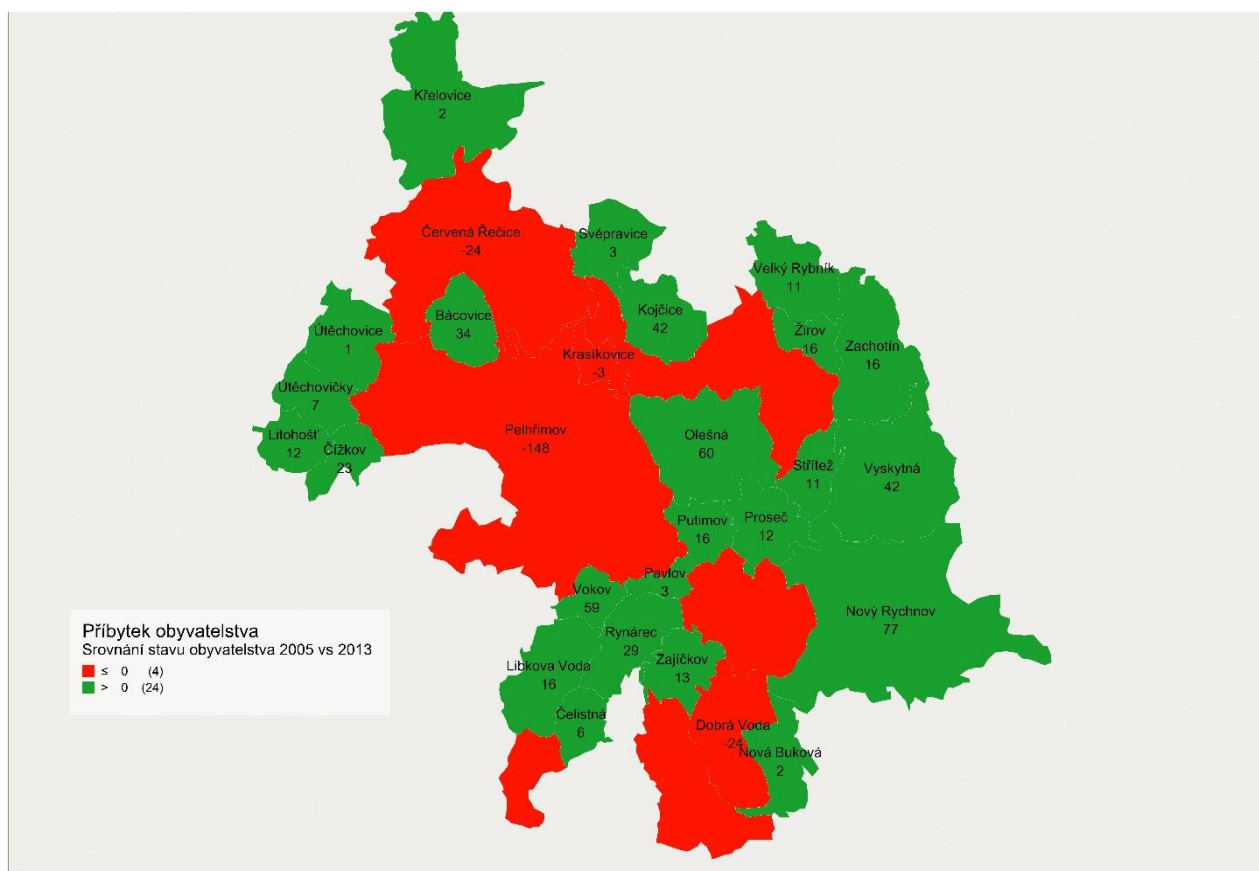 Křelovice
2
Červená Řečice
-24
Svépravice
3
Velký Rybník
11
Bácovice
34
Kojčice
42
Útěchovice
1
Žirov
16
Zachotín
16
Krasíkovice
-3
Útěchovičky
7
Litohošť
12
Čížkov
23
Pelhřimov
-148
Olešná
60
Střítež
11
Vyskytná
42
Putimov
16
Proseč
12
Pavlov
3
Vokov
59
Rynárec
29
Nový Rychnov
77
Libkova Voda
16
Zajíčkov
13
Čelistná
6
Dobrá Voda
-24
Nová Buková
2
Příbytek obyvatelstva
Srovnání stavu obyvatelstva 2005 vs 2013
≤ 0 (4)
> 0 (24)